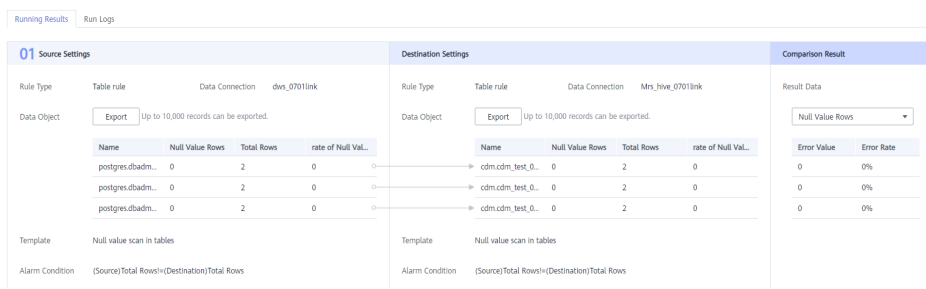 Running Results Run Logs
01 Source Settings Destination Settings Comparison Result
Rule Type Table rule Data Connection dws_0701link Rule Type Table rule Data Connection Mrs_hive_0701link Result Data
Data Object Export Up to 10,000 records can be exported. Data Object Export Up to 10,000 records can be exported. Null Value Rows
Name Null Value Rows Total Rows rate of Null Val... Name Null Value Rows Total Rows rate of Null Val... Error Value Error Rate
postgres.dbadm... 0 2 0 cdm.cdm_test_0... 0 2 0 0 0%
postgres.dbadm... 0 2 0 cdm.cdm_test_0... 0 2 0 0 0%
postgres.dbadm... 0 2 0 cdm.cdm_test_0... 0 2 0 0 0%
Template Null value scan in tables Template Null value scan in tables
Alarm Condition (Source)Total Rows!=(Destination)Total Rows Alarm Condition (Source)Total Rows!=(Destination)Total Rows